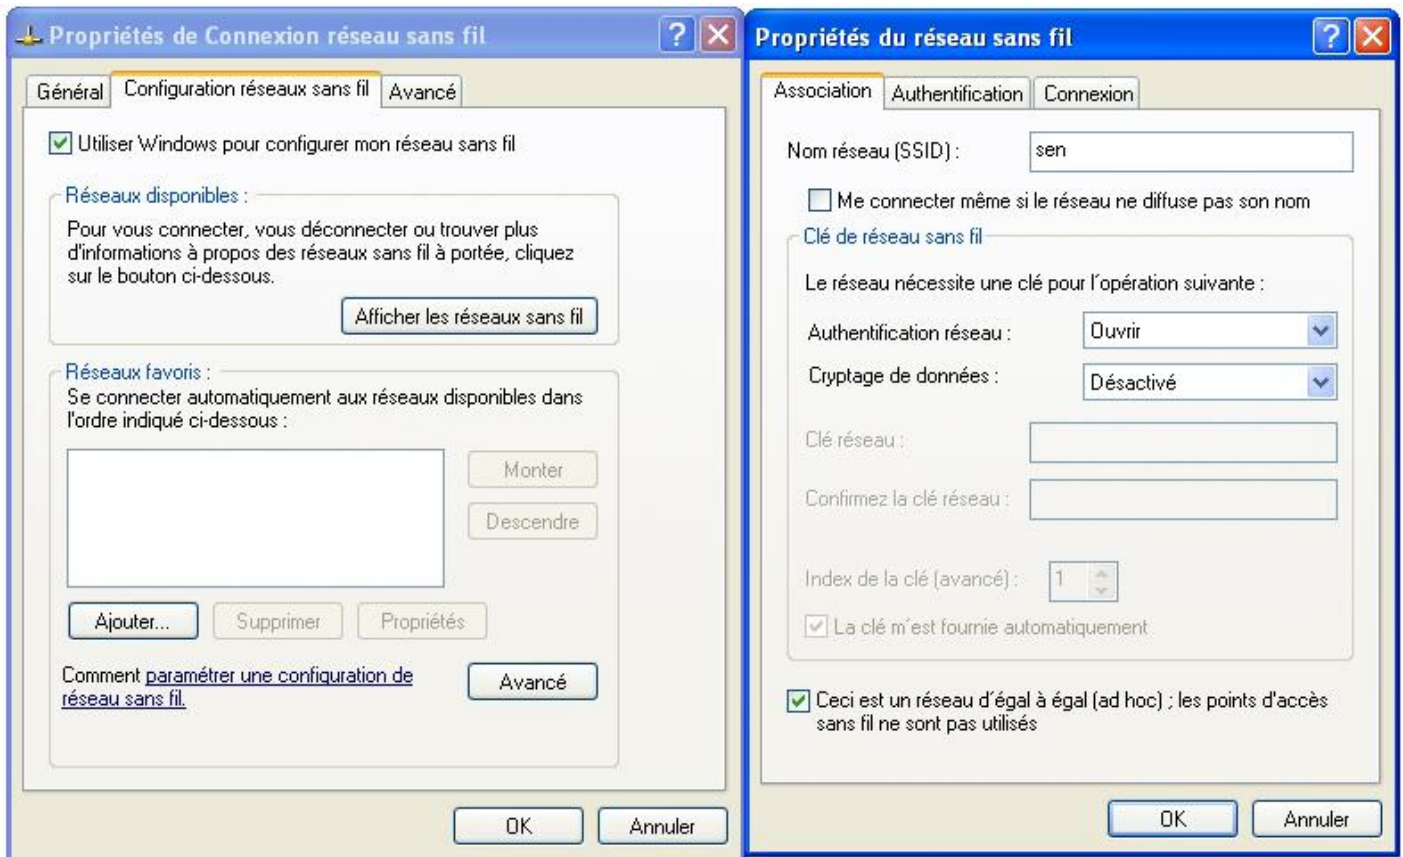 Propriétés de Connexion réseau sans fil
Général
Configuration réseaux sans fil
Avancé
Utiliser Windows pour configurer mon réseau sans fil
Réseaux disponibles :
Pour vous connecter, vous déconnecter ou trouver plus
d'informations à propos des réseaux sans fil à portée, cliquez
sur le bouton ci-dessous.
Afficher les réseaux sans fil
Réseaux favoris :
Se connecter automatiquement aux réseaux disponibles dans
l'ordre indiqué ci-dessous :
Monter
Descendre
Ajouter...
Supprimer
Propriétés
Comment paramétrer une configuration de
réseau sans fil.
Avancé
OK
Annuler
Propriétés du réseau sans fil
Association
Authentification
Connexion
Nom réseau (SSID) :
sen
Me connecter même si le réseau ne diffuse pas son nom
Clé de réseau sans fil
Le réseau nécessite une clé pour l´opération suivante :
Authentification réseau :
Ouvrir
Cryptage de données :
Désactivé
Clé réseau :
Confirmez la clé réseau :
Index de la clé (avancé) :
1
La clé m´est fournie automatiquement
Ceci est un réseau d´égal à égal (ad hoc) ; les points d'accès
sans fil ne sont pas utilisés
OK
Annuler